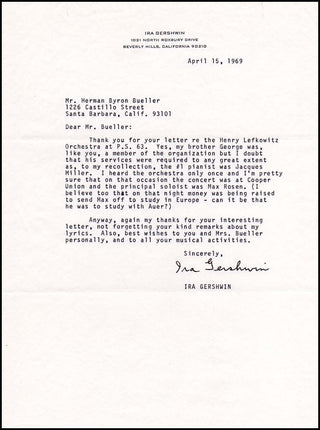 IRA GERSHWIN
1021 NORTH ROXBURY DRIVE
BEVERLY HILLS, CALIFORNIA 90210
April 15, 1969
Mr. Herman Byron Bueller
1226 Castillo Street
Santa Barbara, Calif. 93101
Dear Mr. Bueller:
Thank you for your letter re the Henry Lefkowitz
Orchestra at P.S. 63. Yes, my brother George was,
like you, a member of the organization but I doubt
that his services were required to any great extent
as, to my recollection, the #1 pianist was Jacques
Miller. I heard the orchestra only once and I'm pretty
sure that on that occasion the concert was at Cooper
Union and the principal soloist was Max Rosen. (I
believe too that on that night money was being raised
to send Max off to study in Europe - can it be that
he was to study with Auer?)
Anyway, again my thanks for your interesting
letter, not forgetting your kind remarks about my
lyrics. Also, best wishes to you and Mrs. Bueller
personally, and to all your musical activities.
Sincerely,
Ira Gershwin
IRA GERSHWIN